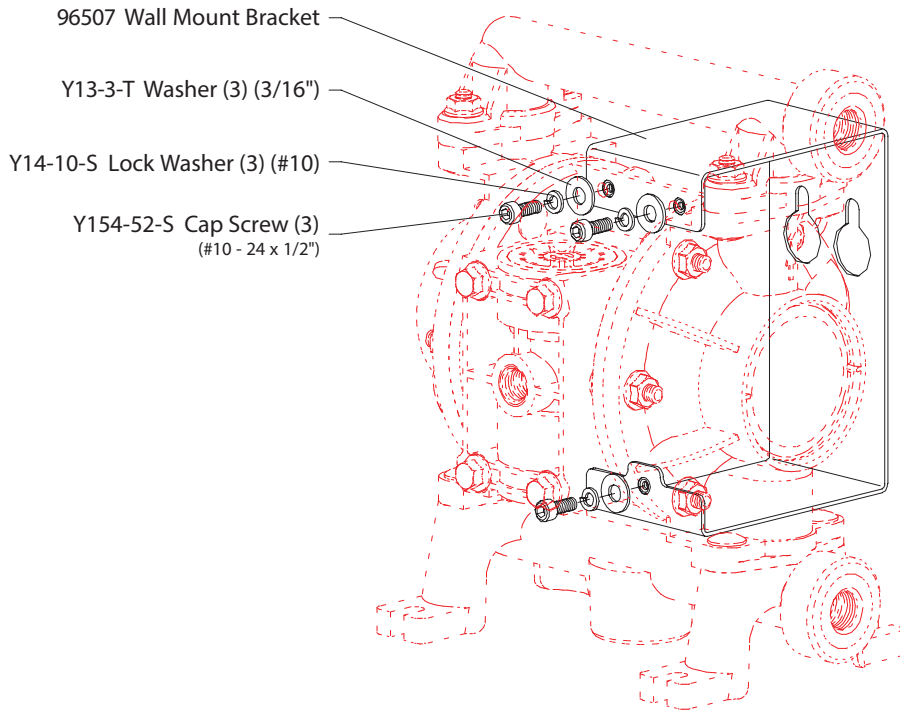 96507 Wall Mount Bracket
Y13-3-T Washer (3) (3/16")
Y14-10-S Lock Washer (3) (#10)
Y154-52-S Cap Screw (3)
(#10 - 24 x 1/2")